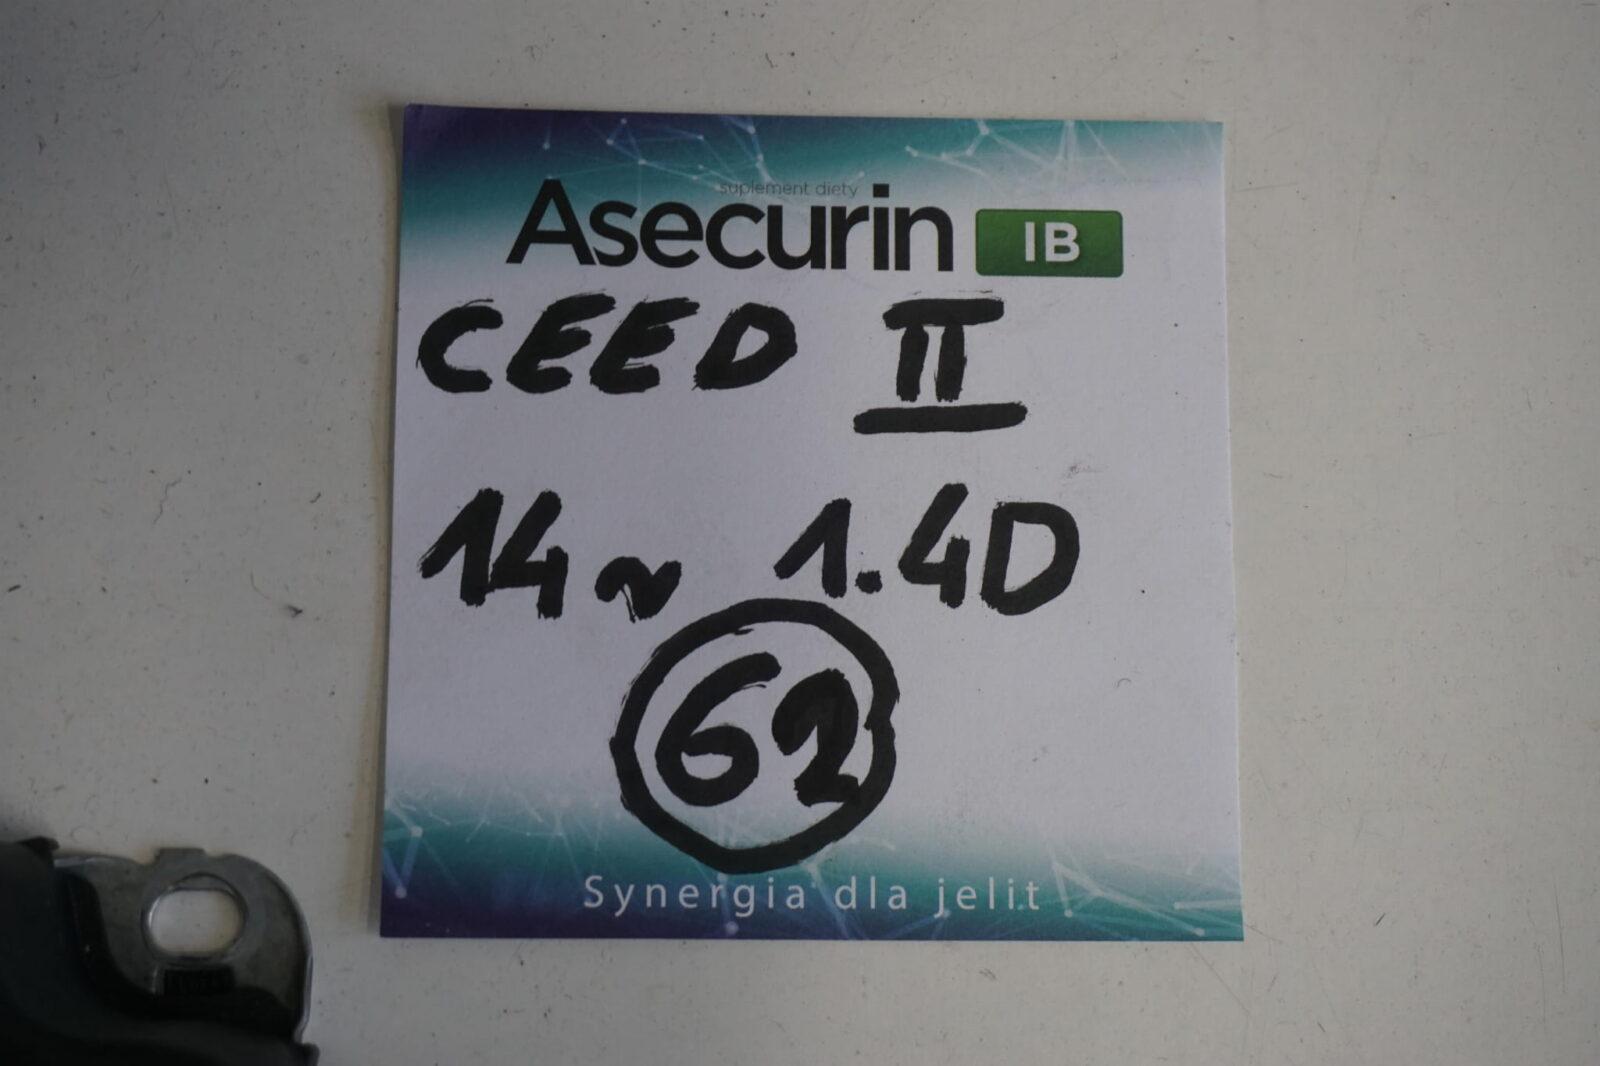 suplement diety
Asecurin IB
CEED II
14r 1.4D
62
Synergia dla jelit